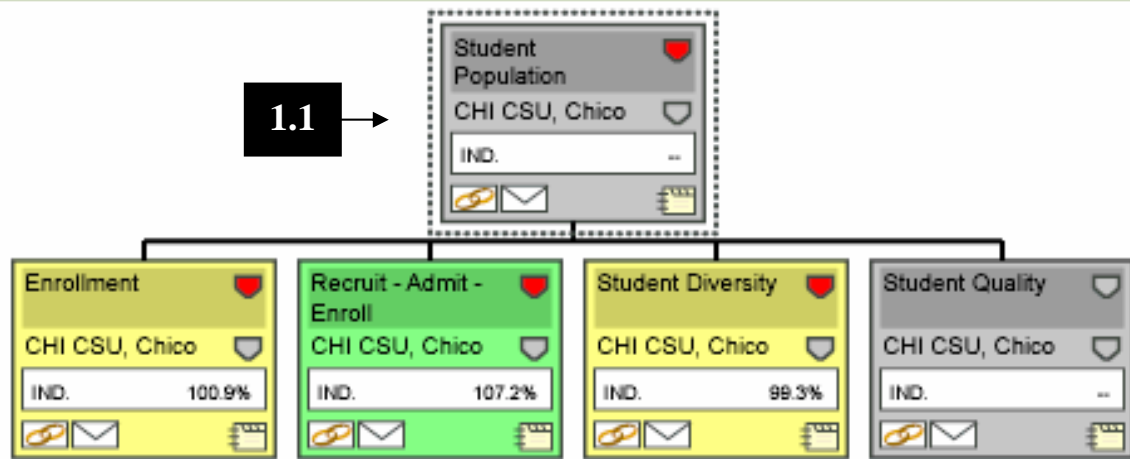 Student
Population
CHI CSU, Chico
IND. --
1.1
Enrollment
CHI CSU, Chico
IND. 100.9%
Recruit - Admit -
Enroll
CHI CSU, Chico
IND. 107.2%
Student Diversity
CHI CSU, Chico
IND. 99.3%
Student Quality
CHI CSU, Chico
IND. --